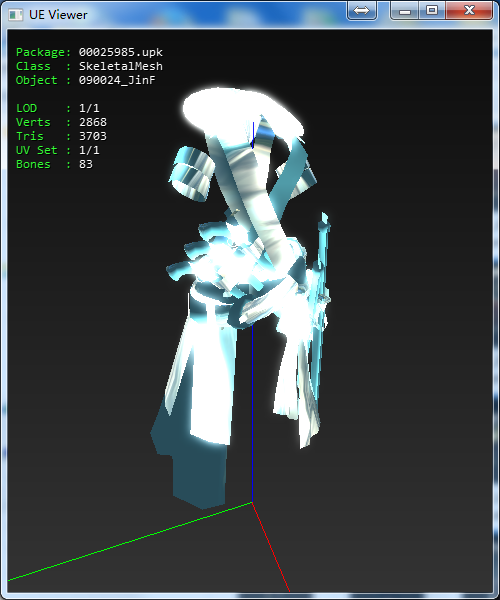 UE Viewer
Package: 00025985.upk
Class  : SkeletalMesh
Object : 090024_JinF
LOD    : 1/1
Verts  : 2868
Tris   : 3703
UV Set : 1/1
Bones  : 83